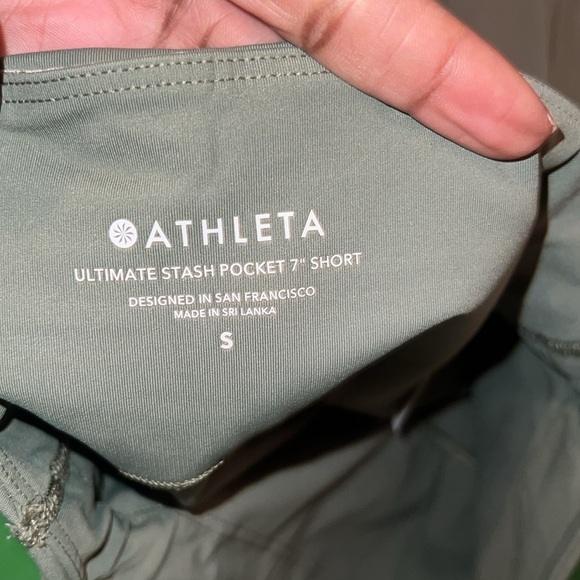 ATHLETA
ULTIMATE STASH POCKET 7" SHORT
DESIGNED IN SAN FRANCISCO
MADE IN SRI LANKA
S